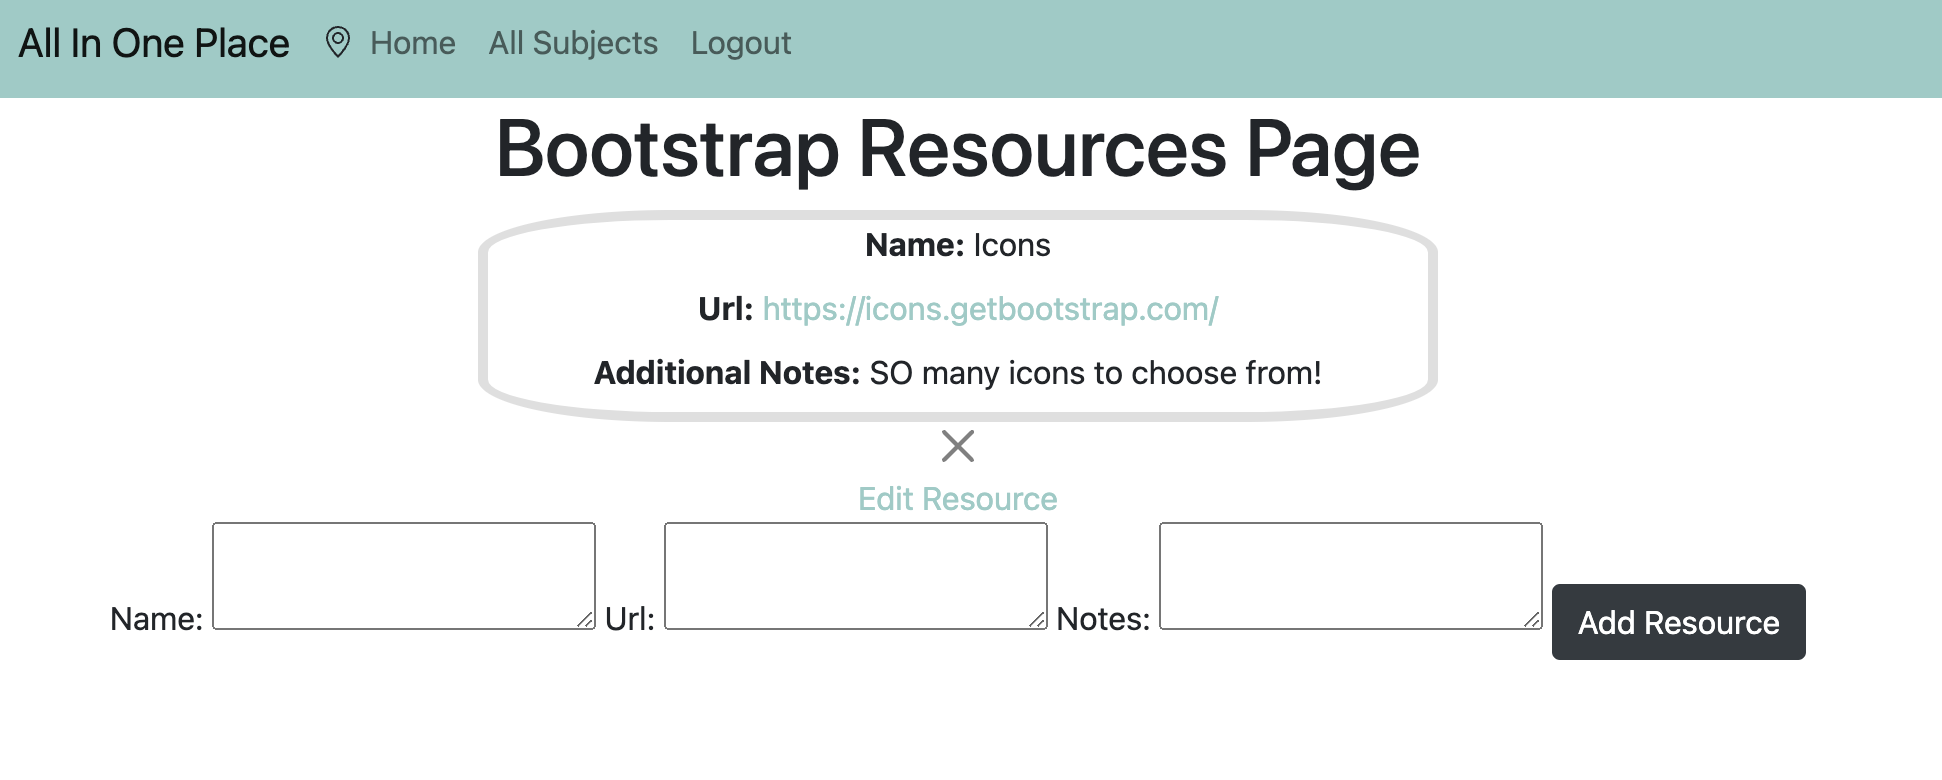 All In One Place Home All Subjects Logout
Bootstrap Resources Page
Name: Icons
Url: https://icons.getbootstrap.com/
Additional Notes: SO many icons to choose from!
Edit Resource
Name: Url: Notes: Add Resource